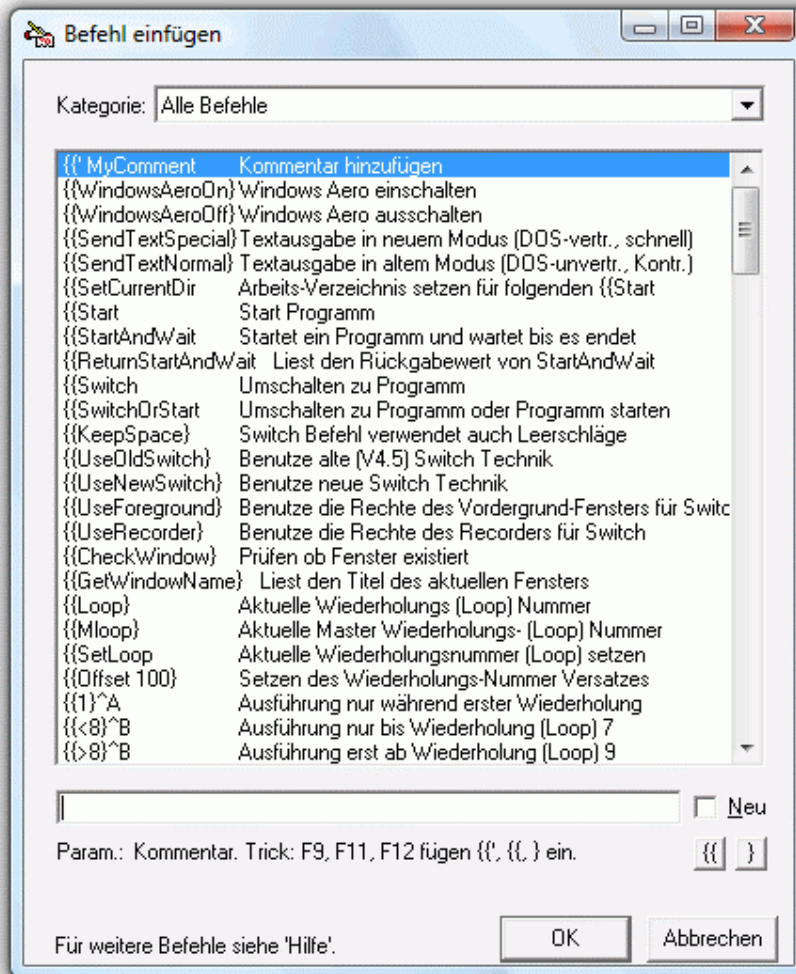 Befehl einfügen
Kategorie: Alle Befehle
{{' MyComment Kommentar hinzufügen
{{WindowsAeroOn} Windows Aero einschalten
{{WindowsAeroOff} Windows Aero ausschalten
{{SendTextSpecial} Textausgabe in neuem Modus (DOS-vertr., schnell)
{{SendTextNormal} Textausgabe in altem Modus (DOS-unvertr., Kontr.)
{{SetCurrentDir Arbeits-Verzeichnis setzen für folgenden {{Start
{{Start Start Programm
{{StartAndWait Startet ein Programm und wartet bis es endet
{{ReturnStartAndWait Liest den Rückgabewert von StartAndWait
{{Switch Umschalten zu Programm
{{SwitchOrStart Umschalten zu Programm oder Programm starten
{{KeepSpace} Switch Befehl verwendet auch Leerschläge
{{UseOldSwitch} Benutze alte (V4.5) Switch Technik
{{UseNewSwitch} Benutze neue Switch Technik
{{UseForeground} Benutze die Rechte des Vordergrund-Fensters für Switc
{{UseRecorder} Benutze die Rechte des Recorders für Switch
{{CheckWindow} Prüfen ob Fenster existiert
{{GetWindowName} Liest den Titel des aktuellen Fensters
{{Loop} Aktuelle Wiederholungs (Loop) Nummer
{{Mloop} Aktuelle Master Wiederholungs- (Loop) Nummer
{{SetLoop Aktuelle Wiederholungsnummer (Loop) setzen
{{Offset 100} Setzen des Wiederholungs-Nummer Versatzes
{{1}^A Ausführung nur während erster Wiederholung
{{<8}^B Ausführung nur bis Wiederholung (Loop) 7
{{>8}^B Ausführung erst ab Wiederholung (Loop) 9
Neu
Param.: Kommentar. Trick: F9, F11, F12 fügen {{', {{, } ein. {{ }
Für weitere Befehle siehe 'Hilfe'. OK Abbrechen